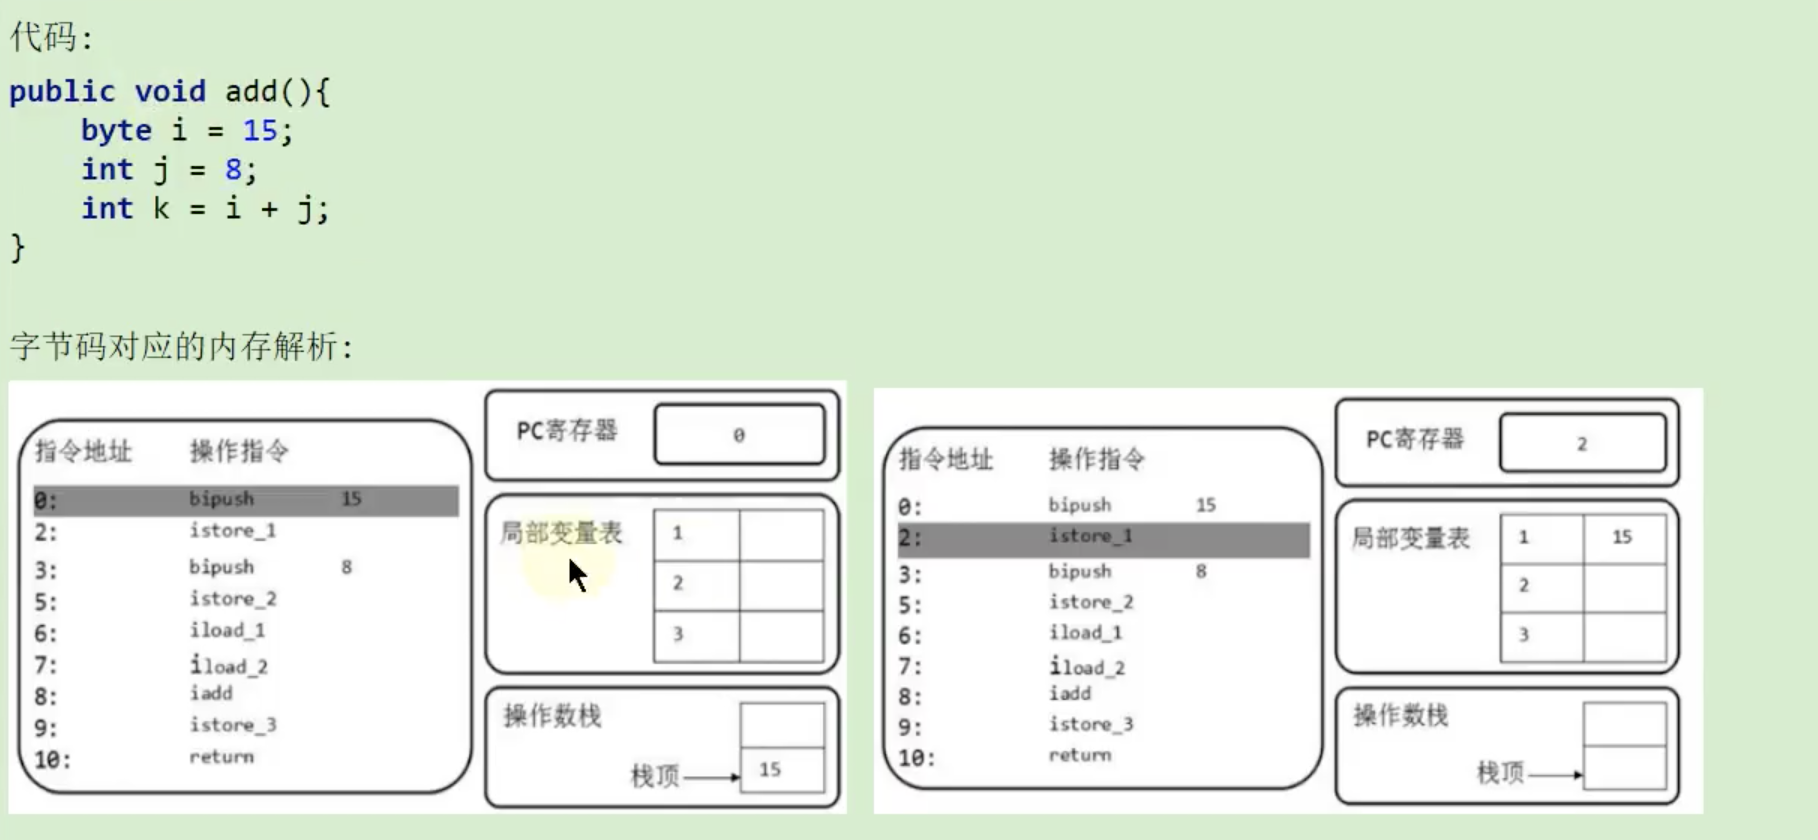 代码:
public void add(){
    byte i = 15;
    int j = 8;
    int k = i + j;
}
字节码对应的内存解析:
指令地址 操作指令
0: bipush 15
2: istore_1
3: bipush 8
5: istore_2
6: iload_1
7: iload_2
8: iadd
9: istore_3
10: return
PC寄存器 0
局部变量表 1
2
3
操作数栈
栈顶 15
指令地址 操作指令
0: bipush 15
2: istore_1
3: bipush 8
5: istore_2
6: iload_1
7: iload_2
8: iadd
9: istore_3
10: return
PC寄存器 2
局部变量表 1 15
2
3
操作数栈
栈顶